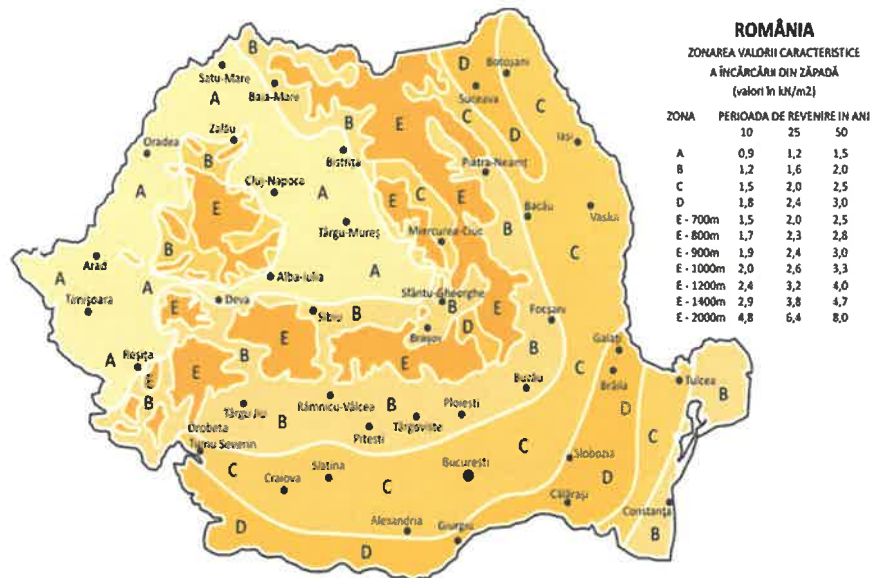 ROMÂNIA
ZONAREA VALORII CARACTERISTICE
A ÎNCĂRCĂRII DIN ZĂPADĂ
(valori în kN/m2)
ZONA PERIOADA DE REVENIRE IN ANI
10 25 50
A 0,9 1,2 1,5
B 1,2 1,6 2,0
C 1,5 2,0 2,5
D 1,8 2,4 3,0
E - 700m 1,5 2,0 2,5
E - 800m 1,7 2,3 2,8
E - 900m 1,9 2,4 3,0
E - 1000m 2,0 2,6 3,3
E - 1200m 2,4 3,2 4,0
E - 1400m 2,9 3,8 4,7
E - 2000m 4,8 6,4 8,0
B
Satu-Mare
Baia-Mare
D
Botoșani
Suceava
A
B
E
C
C
Zalău
Oradea
B
Bistrița
D
Iași
Cluj-Napoca
A
Piatra-Neamț
A
E
E
C
E
Bacău
Vaslui
Târgu-Mureș
Miercurea-Ciuc
B
C
B
Arad
A
A
Alba-Iulia
A
E
Timișoara
Deva
Sfântu-Gheorghe
E
Sibiu
B
B
D
E
Focșani
Brașov
B
E
E
B
Galați
A
Reșița
E
E
E
C
Brăila
Tulcea
B
B
Târgu Jiu
Râmnicu-Vâlcea
B
Ploiești
Buzău
D
B
Pitești
Târgoviște
C
Drobeta
Turnu Severin
C
Slatina
București
C
Slobozia
Craiova
C
D
Călărași
Constanța
Alexandria
Giurgiu
B
D
D